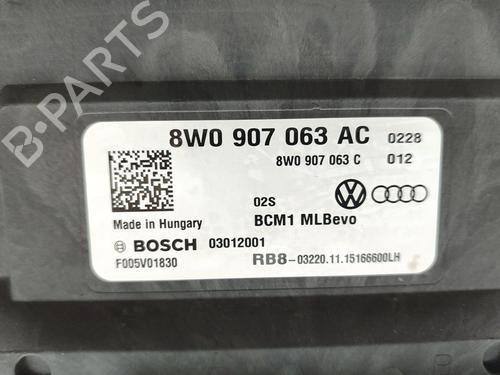 8W0 907 063 AC 0228
8W0 907 063 C 012
02S
BCM1 MLBevo
Made in Hungary
BOSCH 03012001
F005V01830
RB8-03220.11.15166600LH
B-PARTS